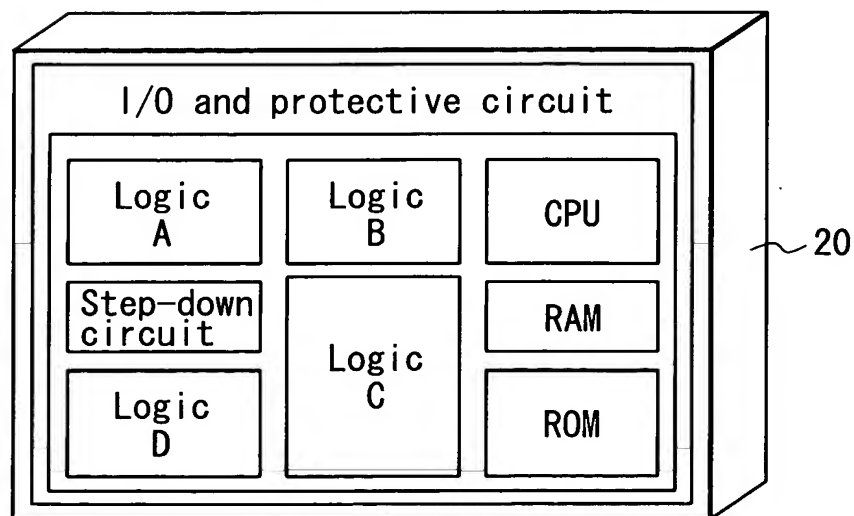 I/O and protective circuit
Logic
A
Logic
B
CPU
Step-down
circuit
Logic
C
RAM
Logic
D
ROM
20